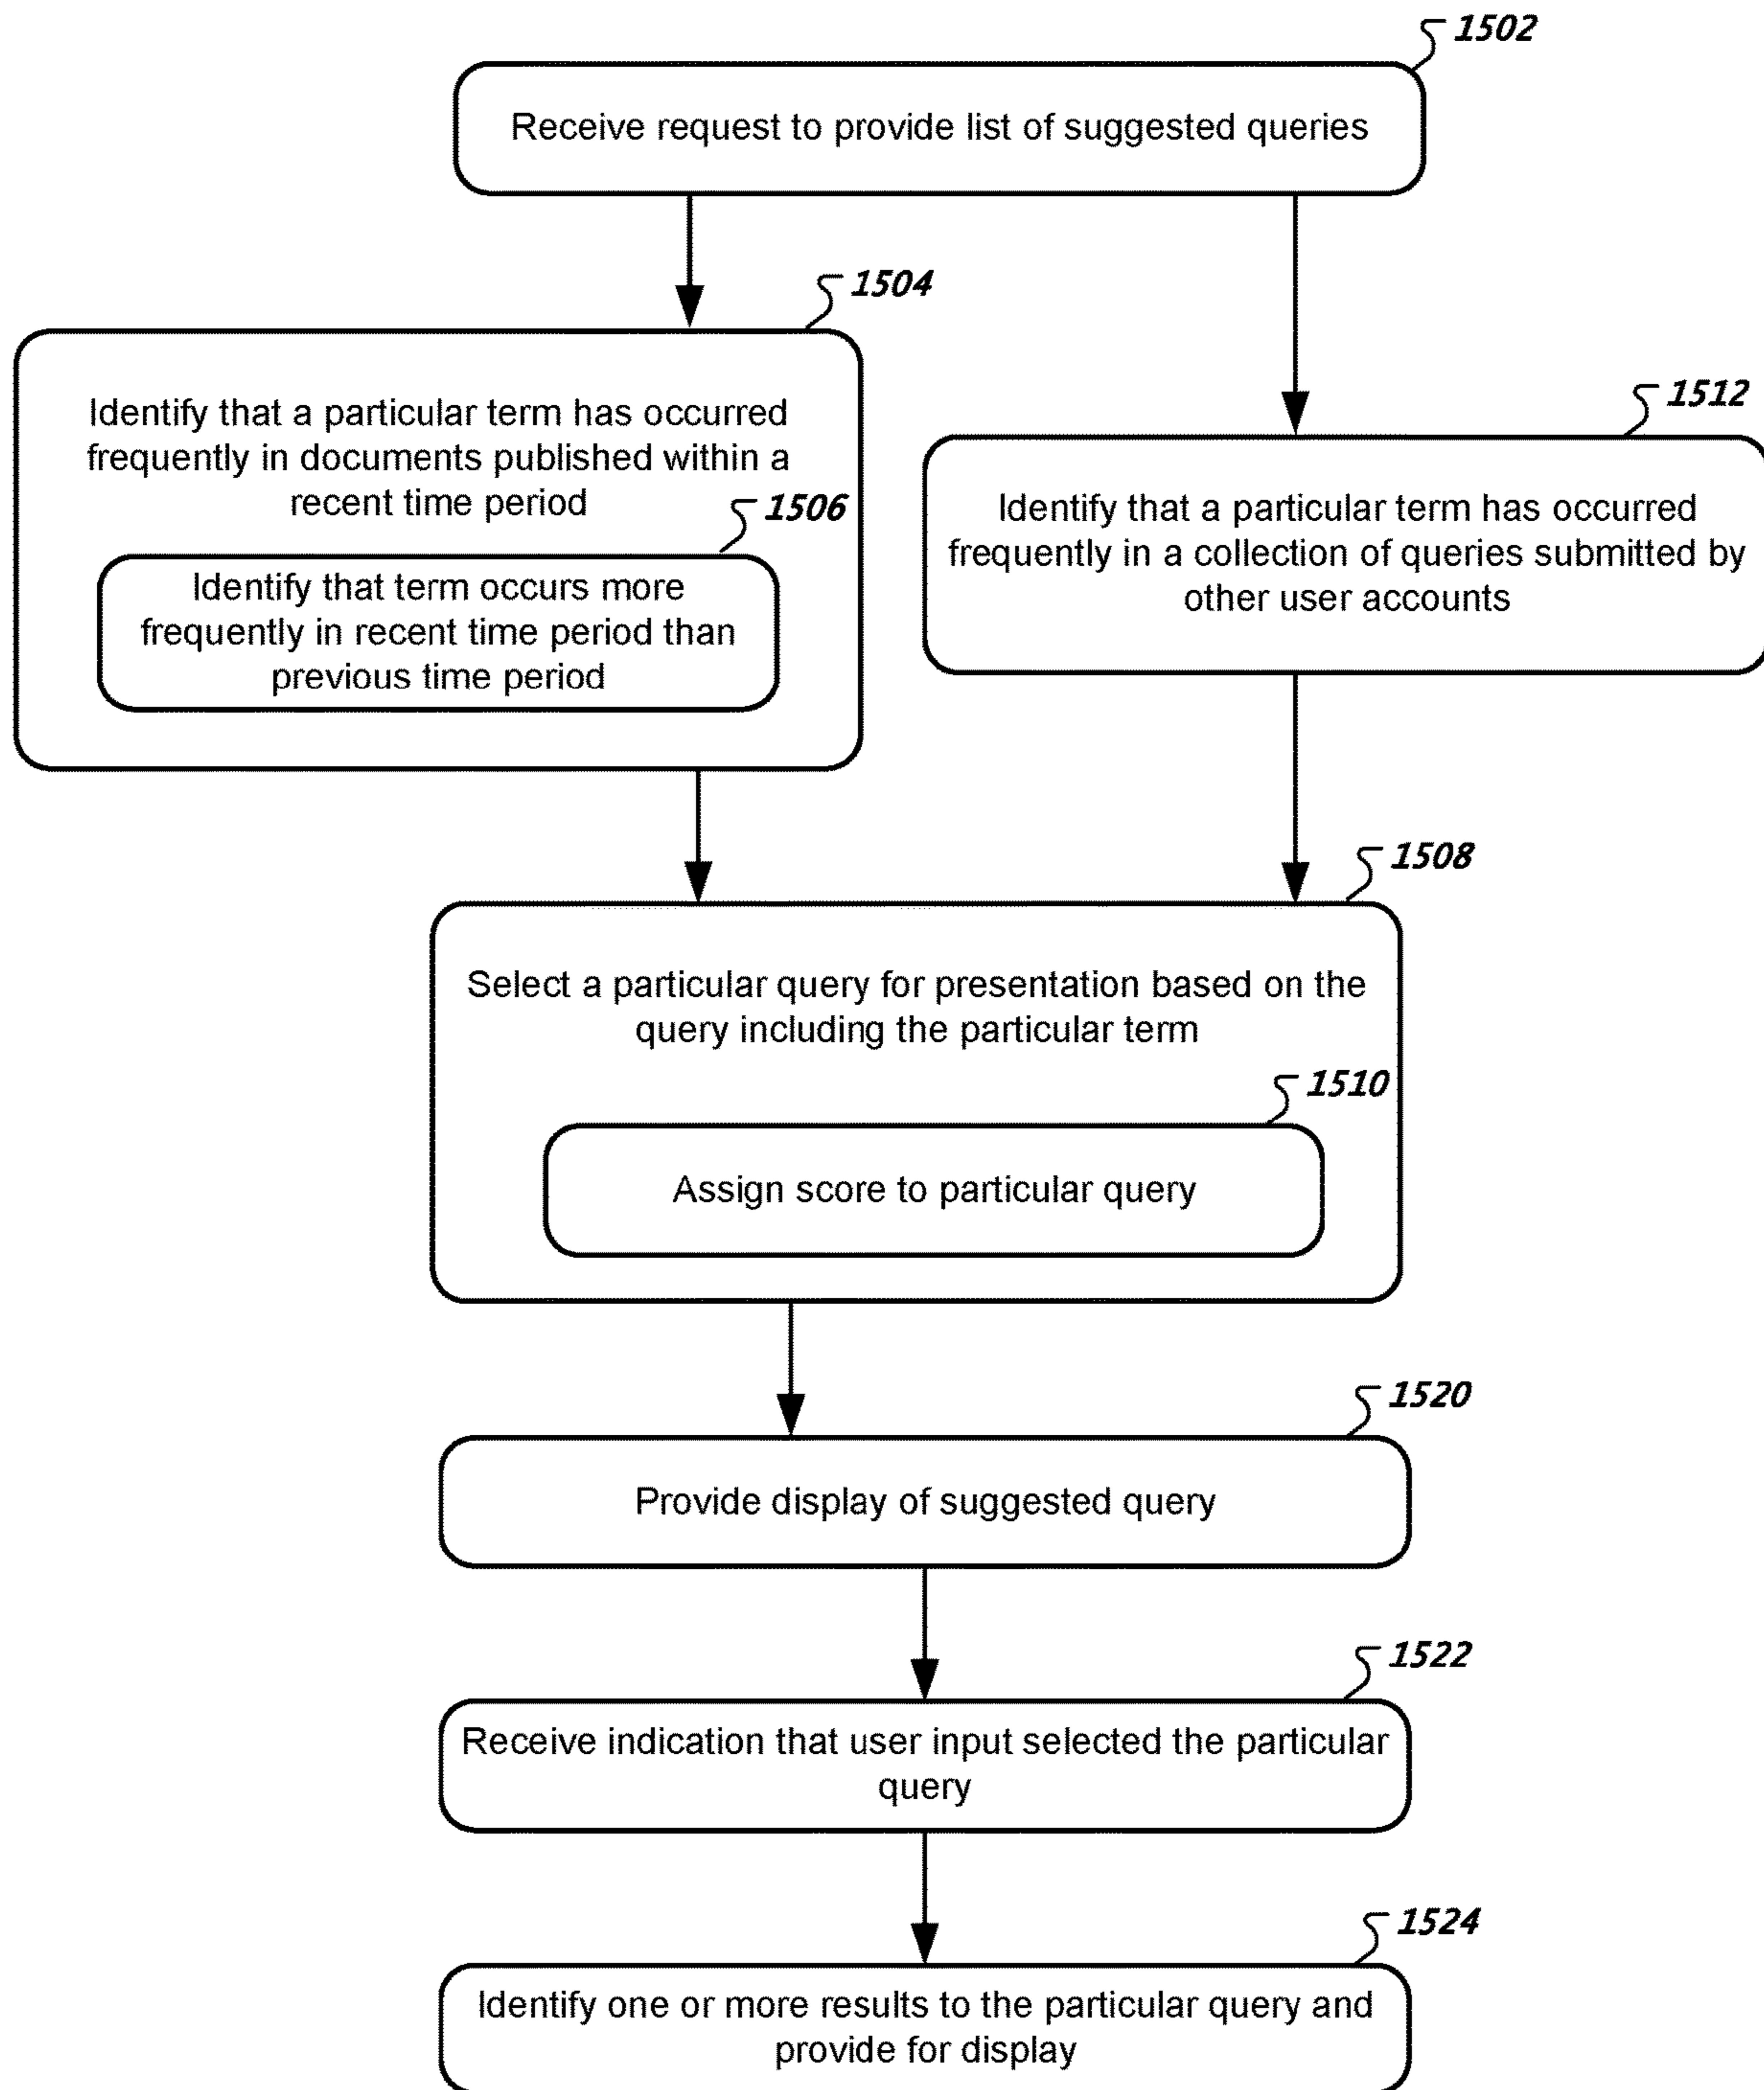 1502
Receive request to provide list of suggested queries
1504
Identify that a particular term has occurred
frequently in documents published within a
recent time period
1506
Identify that term occurs more
frequently in recent time period than
previous time period
1512
Identify that a particular term has occurred
frequently in a collection of queries submitted by
other user accounts
1508
Select a particular query for presentation based on the
query including the particular term
1510
Assign score to particular query
1520
Provide display of suggested query
1522
Receive indication that user input selected the particular
query
1524
Identify one or more results to the particular query and
provide for display